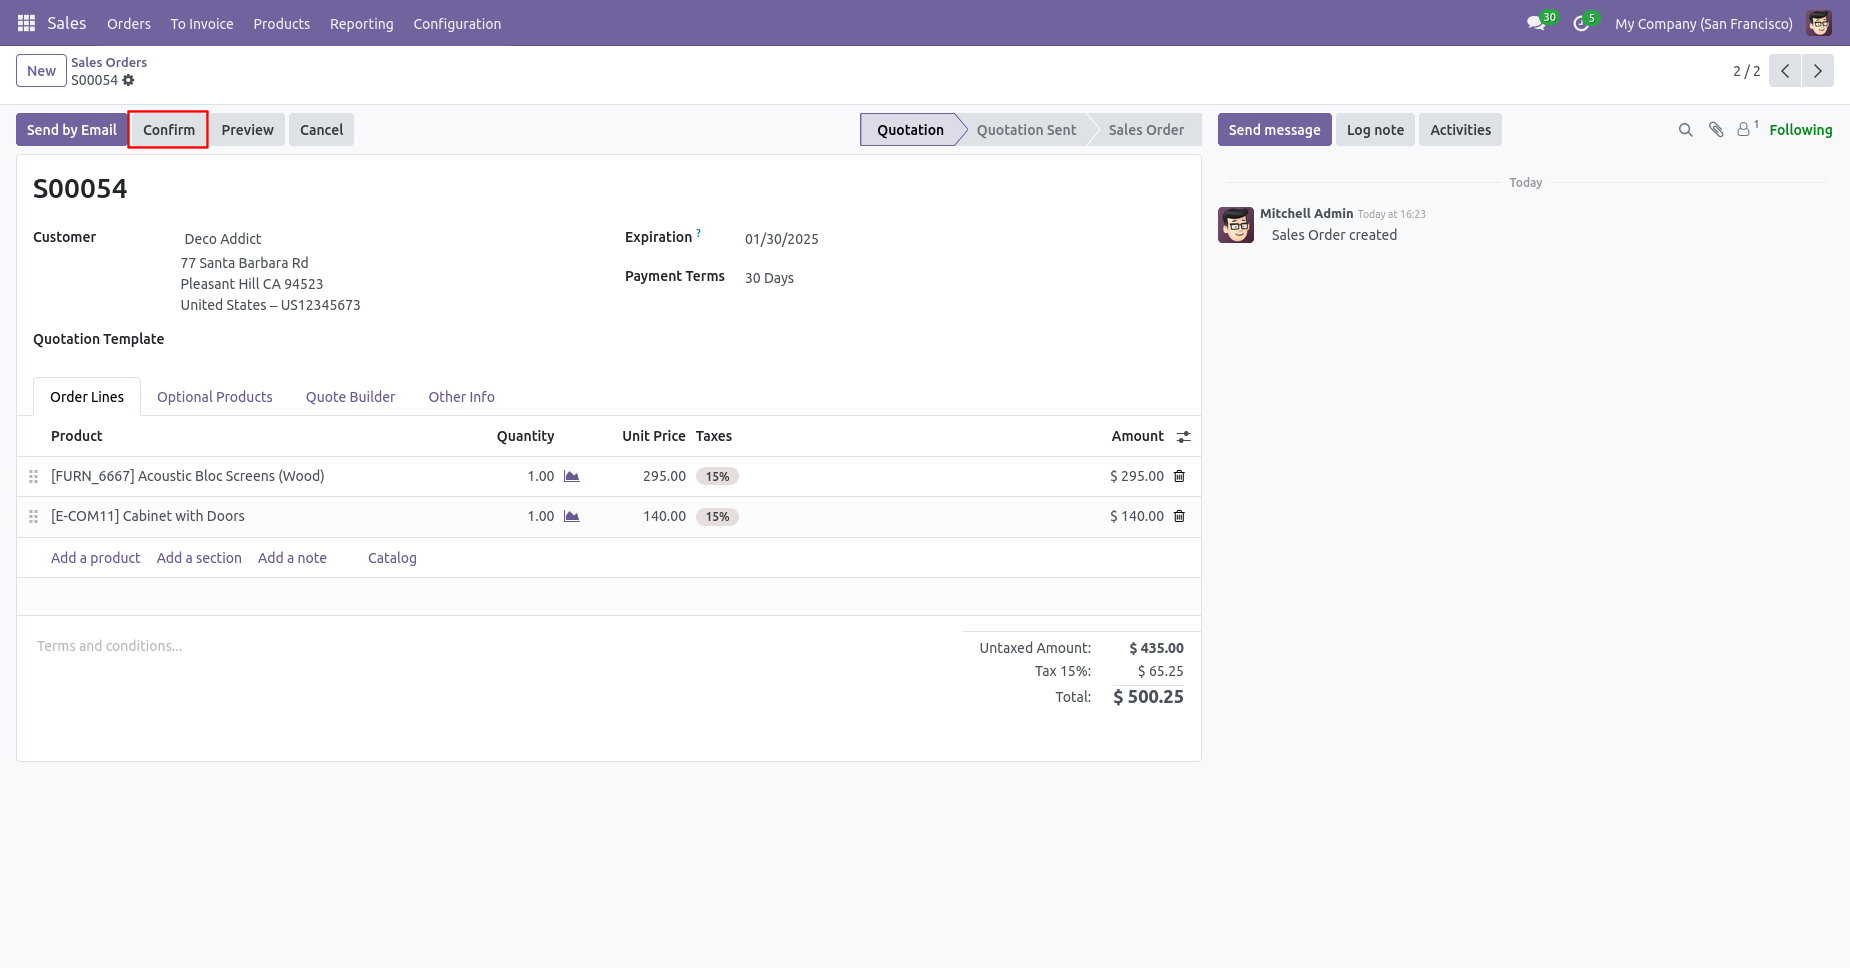 Sales Orders To Invoice Products Reporting Configuration 30 5 My Company (San Francisco)
New Sales Orders
S00054 2 / 2
Send by Email Confirm Preview Cancel Quotation Quotation Sent Sales Order Send message Log note Activities 1 Following
S00054
Today
Mitchell Admin Today at 16:23
Sales Order created
Customer Deco Addict Expiration ? 01/30/2025
77 Santa Barbara Rd
Pleasant Hill CA 94523 Payment Terms 30 Days
United States – US12345673
Quotation Template
Order Lines Optional Products Quote Builder Other Info
Product Quantity Unit Price Taxes Amount
[FURN_6667] Acoustic Bloc Screens (Wood) 1.00 295.00 15% $ 295.00
[E-COM11] Cabinet with Doors 1.00 140.00 15% $ 140.00
Add a product Add a section Add a note Catalog
Terms and conditions... Untaxed Amount: $ 435.00
Tax 15%: $ 65.25
Total: $ 500.25